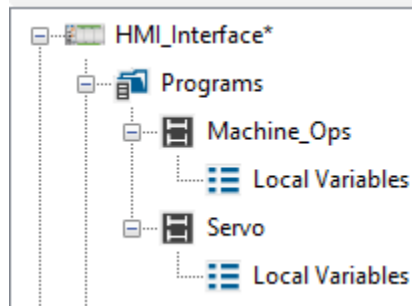 HMI_Interface*
Programs
Machine_Ops
Local Variables
Servo
Local Variables